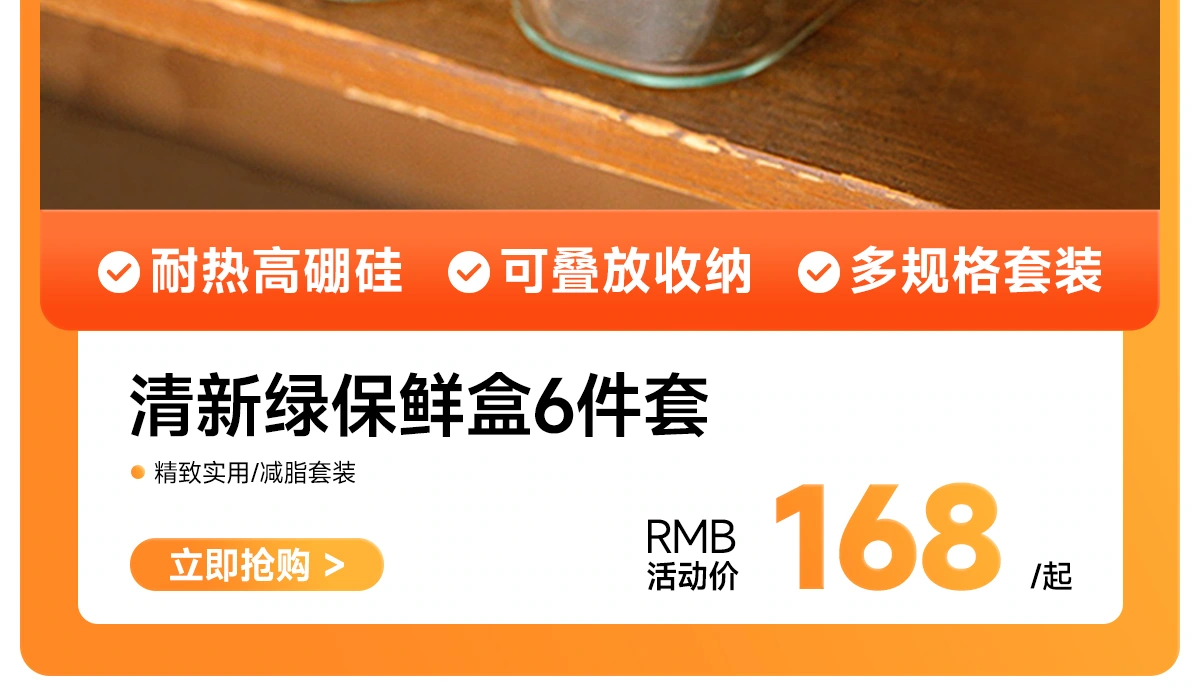 耐热高硼硅 可叠放收纳 多规格套装
清新绿保鲜盒6件套
精致实用/减脂套装
立即抢购 >
RMB
活动价 168 /起